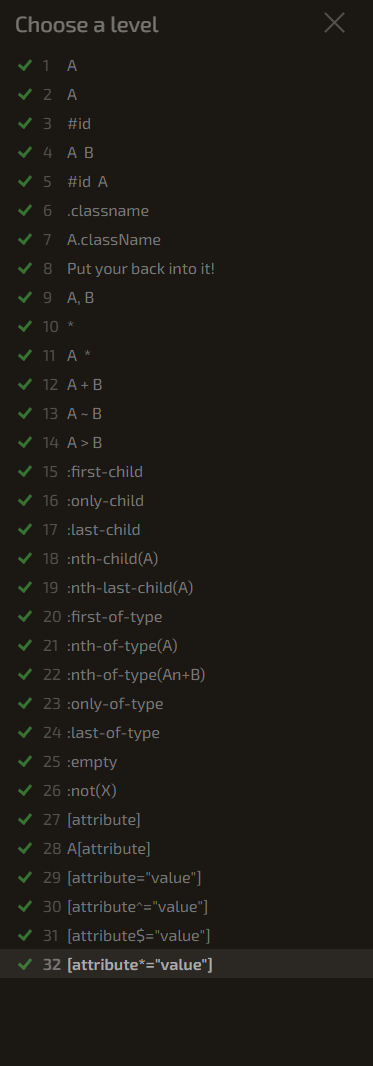 Choose a level
1 A
2 A
3 #id
4 A B
5 #id A
6 .classname
7 A.className
8 Put your back into it!
9 A, B
10 *
11 A *
12 A + B
13 A ~ B
14 A > B
15 :first-child
16 :only-child
17 :last-child
18 :nth-child(A)
19 :nth-last-child(A)
20 :first-of-type
21 :nth-of-type(A)
22 :nth-of-type(An+B)
23 :only-of-type
24 :last-of-type
25 :empty
26 :not(X)
27 [attribute]
28 A[attribute]
29 [attribute="value"]
30 [attribute^="value"]
31 [attribute$="value"]
32 [attribute*="value"]